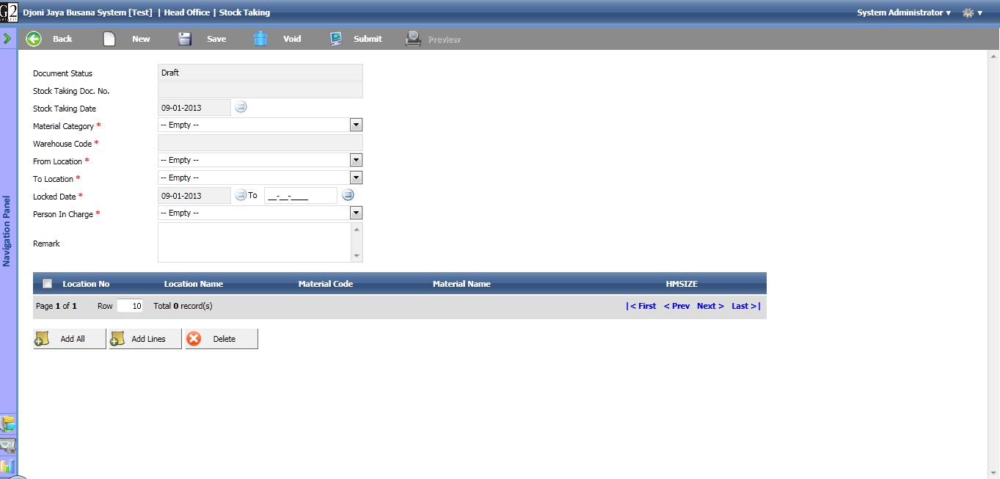 G2
Djoni Jaya Busana System [Test] | Head Office | Stock Taking System Administrator
Back New Save Void Submit Preview
Navigation Panel
Document Status Draft
Stock Taking Doc. No.
Stock Taking Date 09-01-2013
Material Category * -- Empty --
Warehouse Code *
From Location * -- Empty --
To Location * -- Empty --
Locked Date * 09-01-2013 To __-__-____
Person In Charge * -- Empty --
Remark
Location No Location Name Material Code Material Name HMSIZE
Page 1 of 1 Row 10 Total 0 record(s) |< First < Prev Next > Last >|
Add All Add Lines Delete